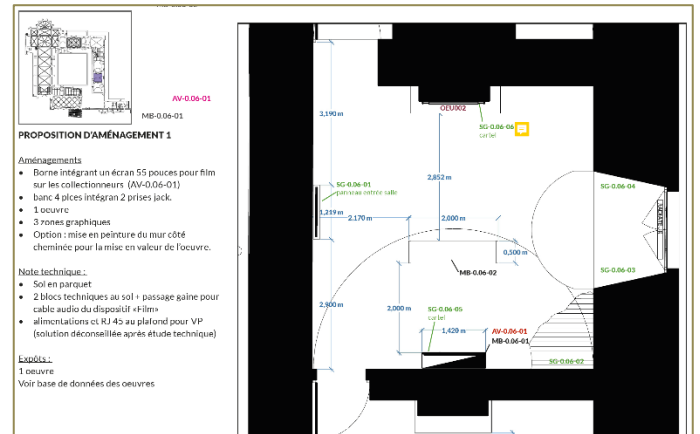 AV-0.06-01
MB-0.06-01
PROPOSITION D'AMÉNAGEMENT 1
Aménagements
• Borne intégrant un écran 55 pouces pour film
sur les collectionneurs (AV-0.06-01)
• banc 4 plces intégran 2 prises jack.
• 1 oeuvre
• 3 zones graphiques
• Option : mise en peinture du mur côté
cheminée pour la mise en valeur de l'oeuvre.
Note technique :
• Sol en parquet
• 2 blocs techniques au sol + passage gaine pour
cable audio du dispositif «Film»
• alimentations et RJ 45 au plafond pour VP
(solution déconseillée après étude technique)
Expôts :
1 oeuvre
Voir base de données des oeuvres
OEU002
3,190 m
SG-0.06-06
cartel
2,852 m
SG-0.06-01
panneau entrée salle
SG-0.06-04
1,219 m
2,170 m
2,000 m
0,500 m
MB-0.06-02
SG-0.06-03
2,900 m
2,000 m
SG-0.06-05
cartel
1,420 m
AV-0.06-01
MB-0.06-01
SG-0.06-02